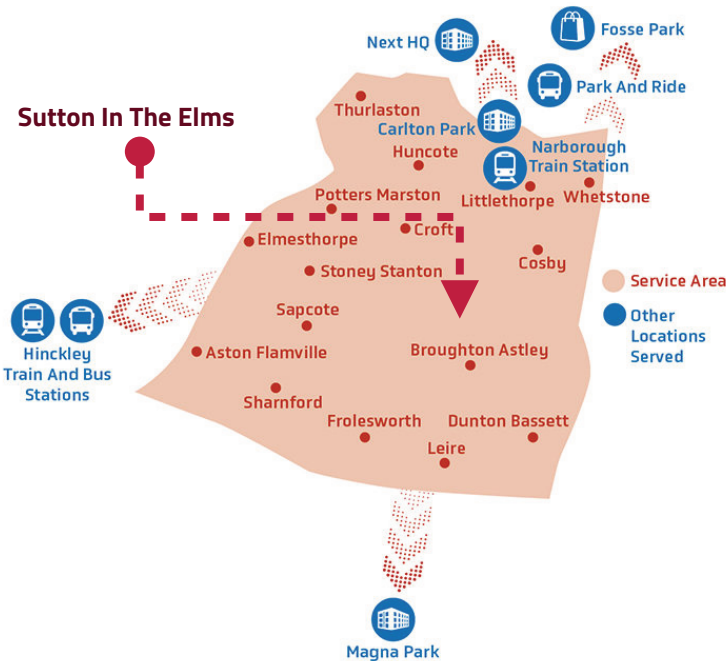 Fosse Park
Next HQ
Park And Ride
Thurlaston
Sutton In The Elms
Carlton Park
Huncote
Narborough
Train Station
Potters Marston
Littlethorpe
Whetstone
Croft
Elmesthorpe
Cosby
Stoney Stanton
Service Area
Sapcote
Other
Locations
Served
Hinckley
Train And Bus
Stations
Aston Flamville
Broughton Astley
Sharnford
Frolesworth
Dunton Bassett
Leire
Magna Park